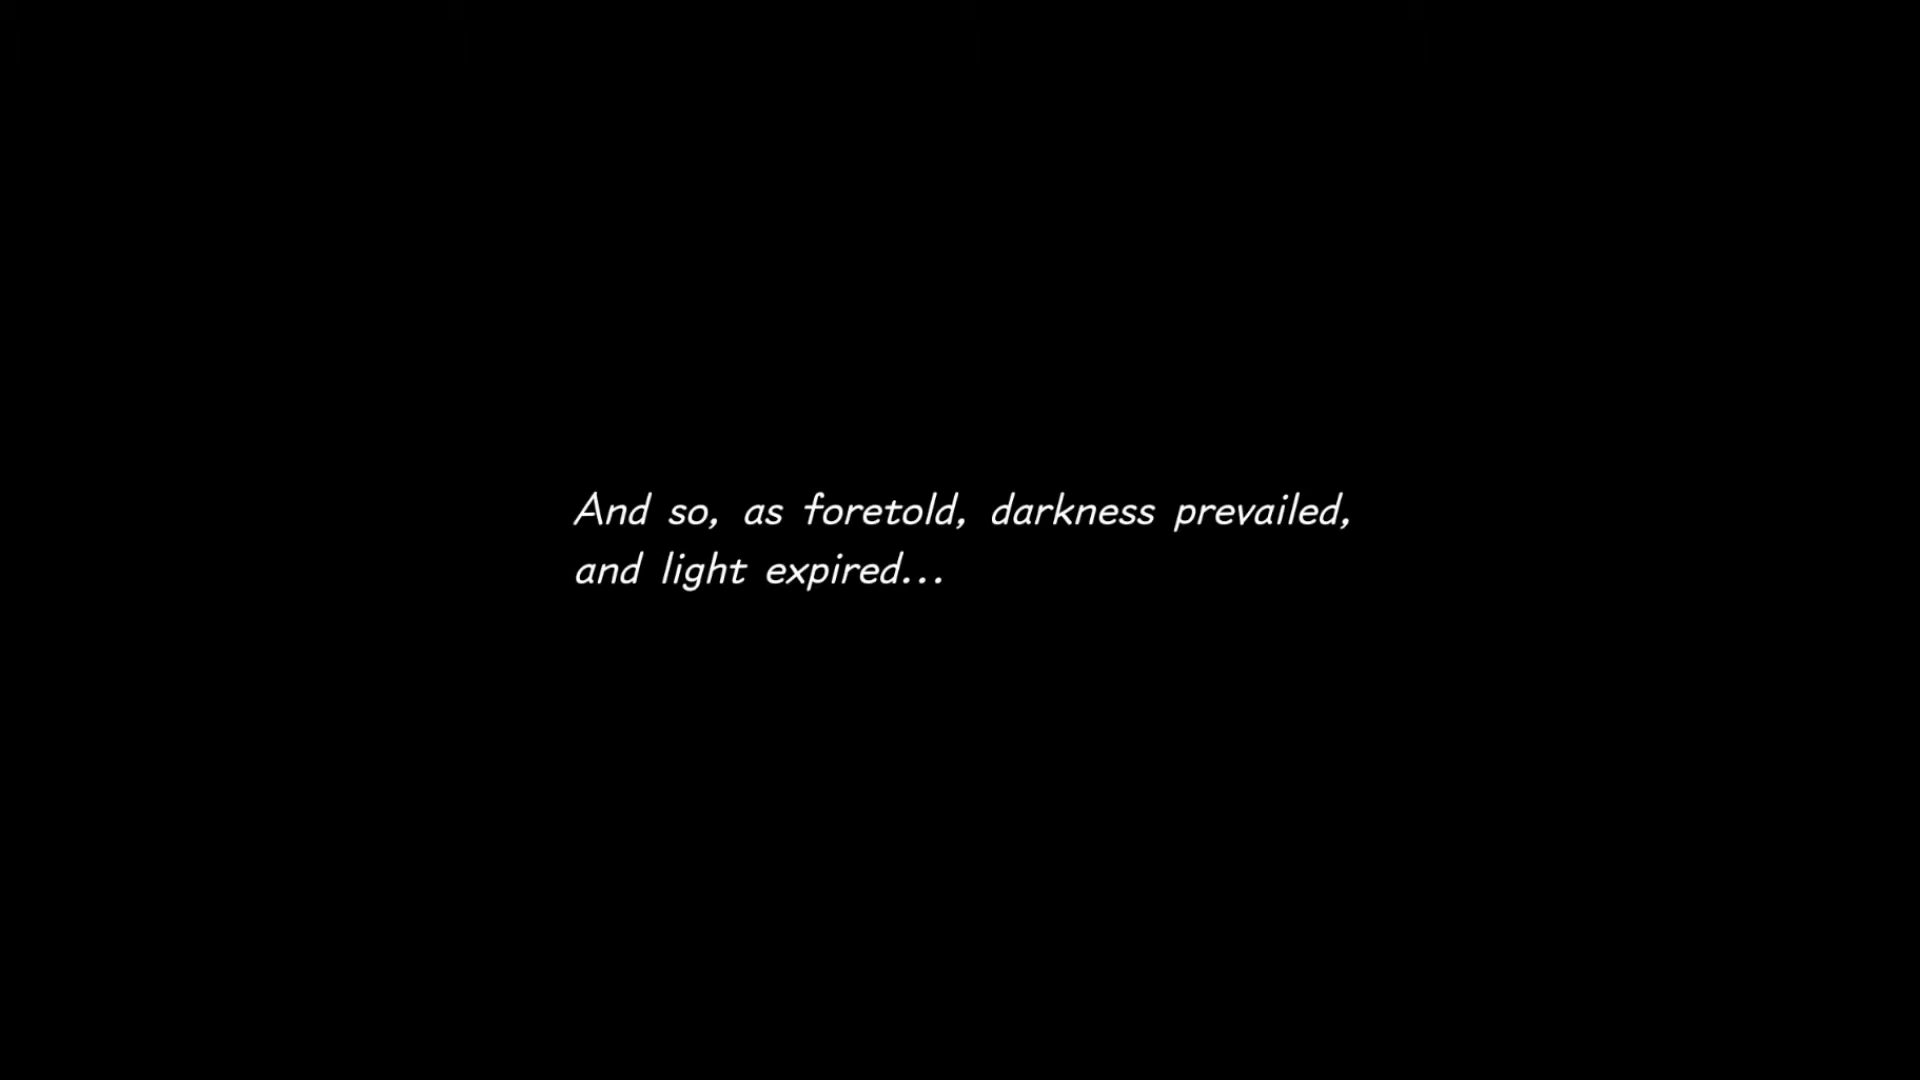 And so, as foretold, darkness prevailed,
and light expired...